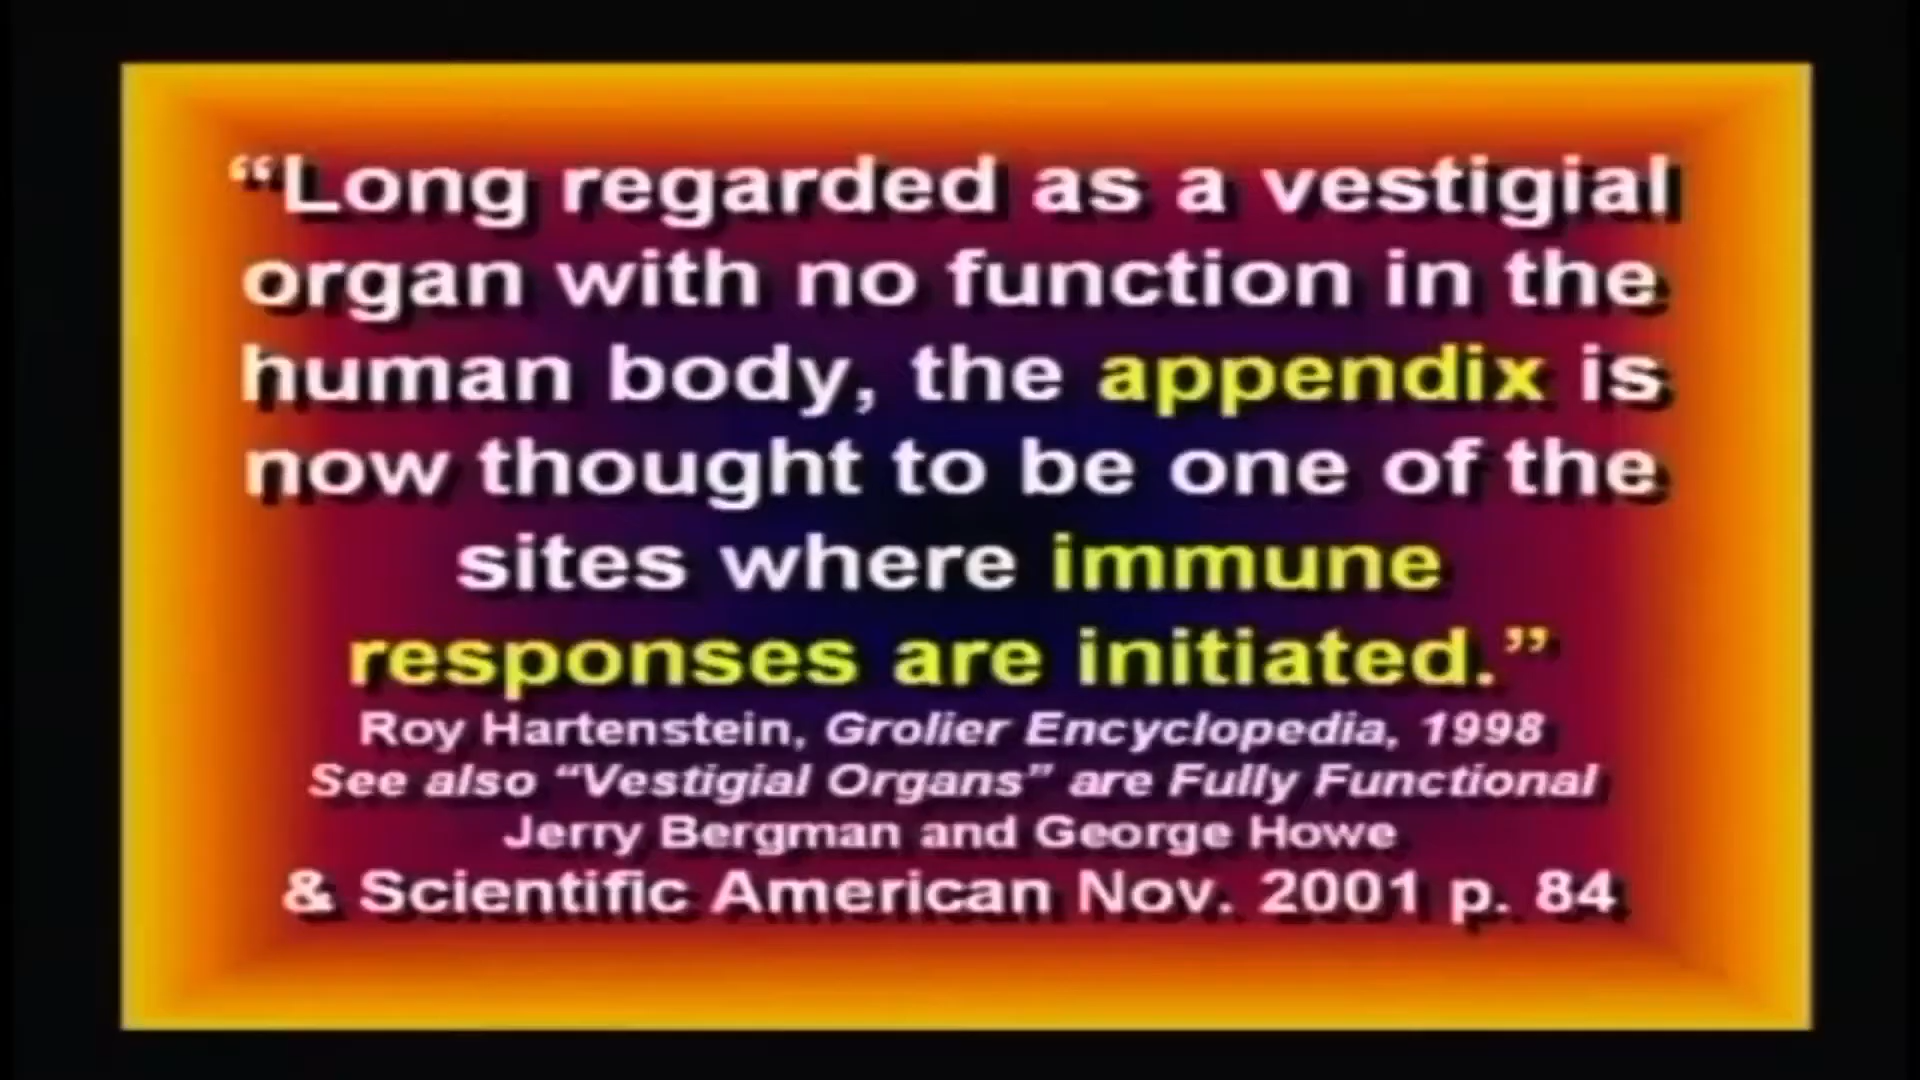 “Long regarded as a vestigial
organ with no function in the
human body, the appendix is
now thought to be one of the
sites where immune
responses are initiated.”
Roy Hartenstein, Grolier Encyclopedia, 1998
See also “Vestigial Organs” are Fully Functional
Jerry Bergman and George Howe
& Scientific American Nov. 2001 p. 84